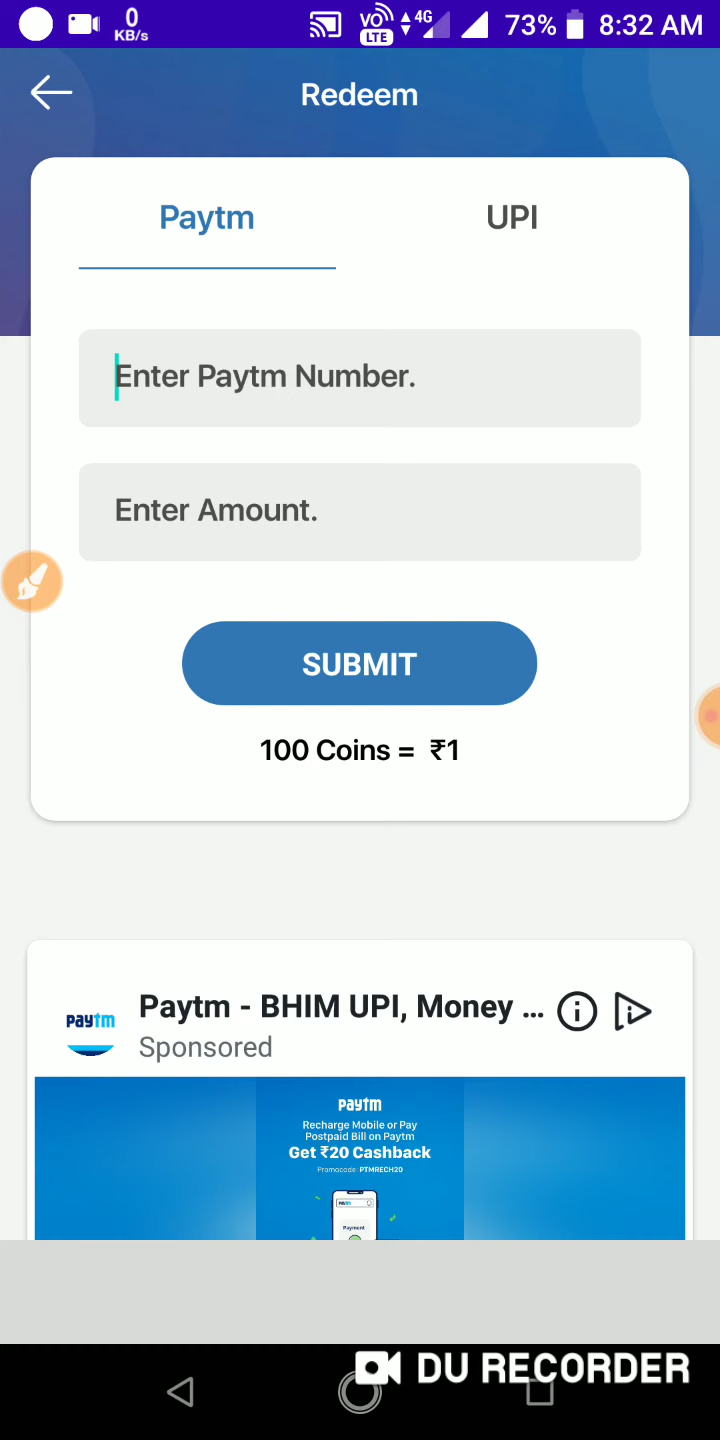 0
KB/s
VO
LTE
4G
73%
8:32 AM
Redeem
Paytm
UPI
Enter Paytm Number.
Enter Amount.
SUBMIT
100 Coins = ₹1
paytm
Paytm - BHIM UPI, Money ...
Sponsored
paytm
Recharge Mobile or Pay
Postpaid Bill on Paytm
Get ₹20 Cashback
Promocode PTMRECH20
Paytm
Payment
DU RECORDER